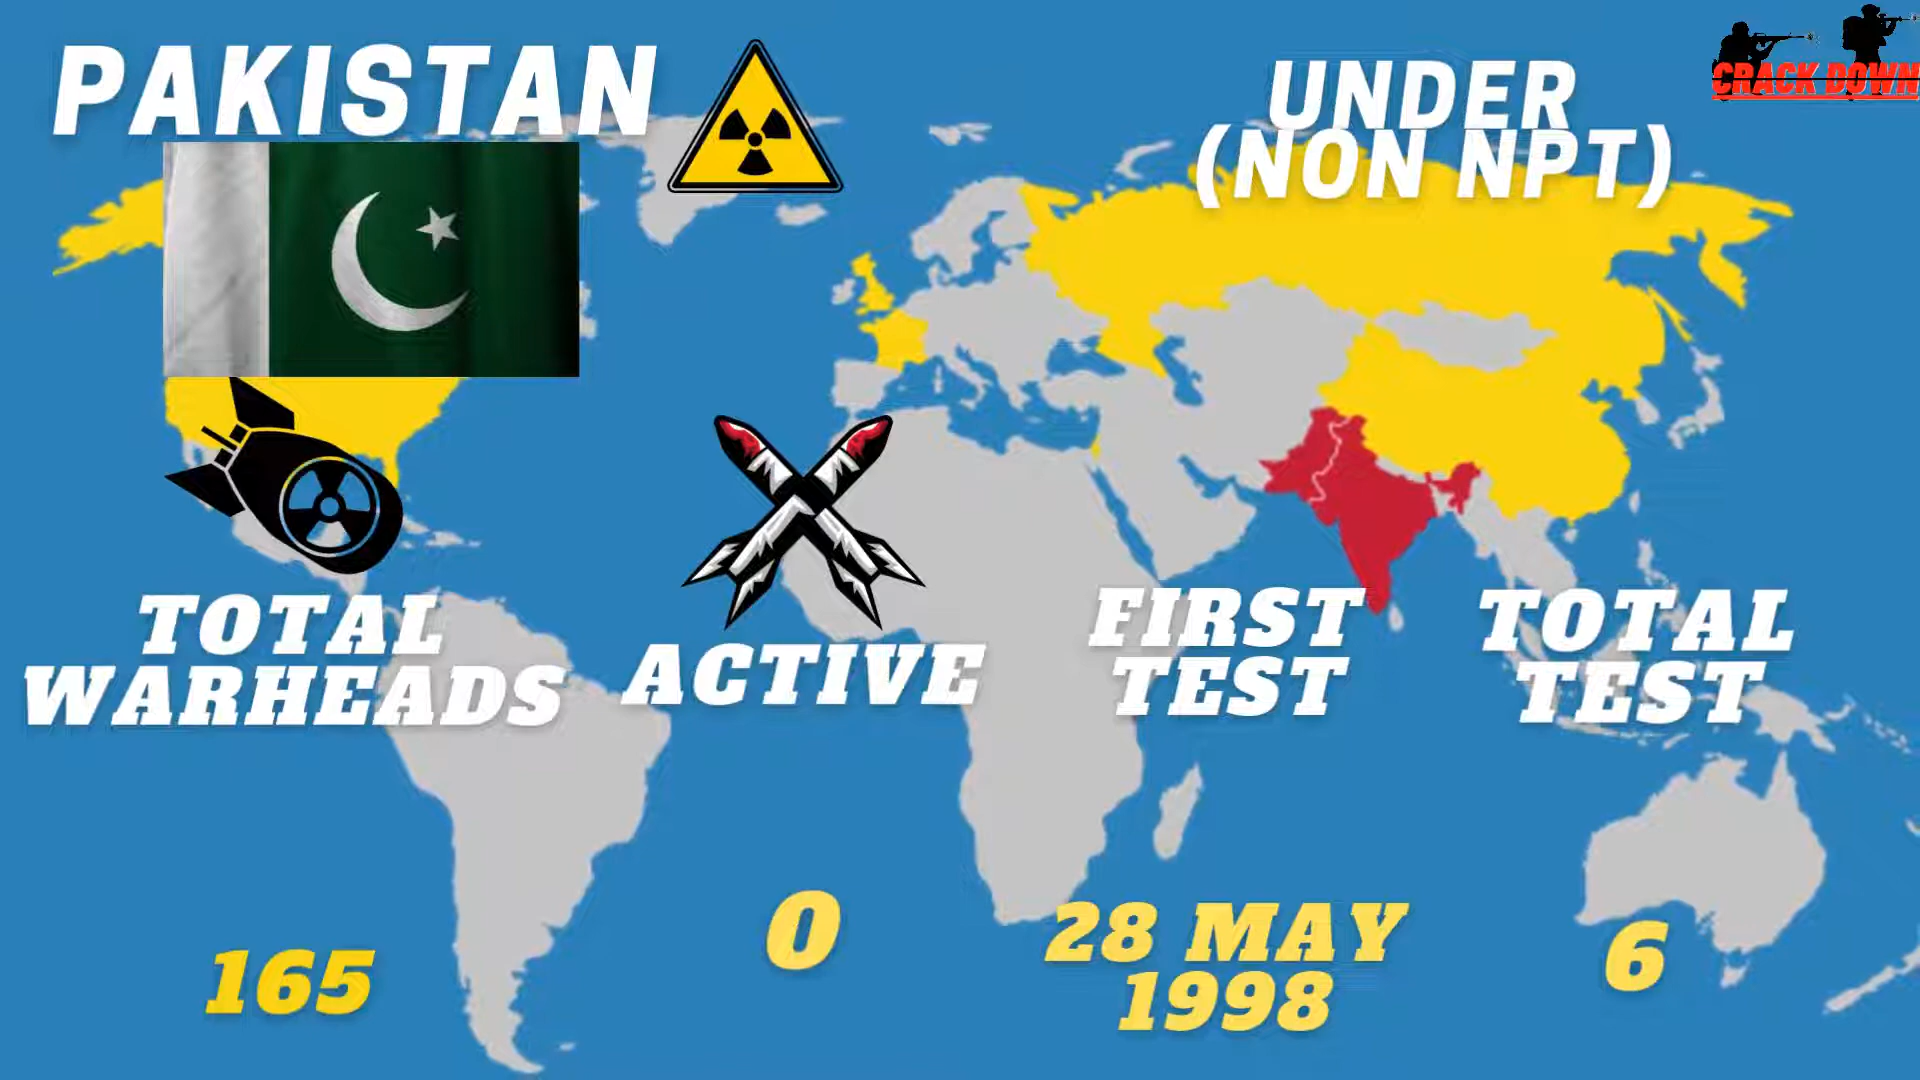 PAKISTAN
UNDER
(NON NPT)
CRACK DOWN
TOTAL
WARHEADS
ACTIVE
FIRST
TEST
TOTAL
TEST
165
0
28 MAY
1998
6